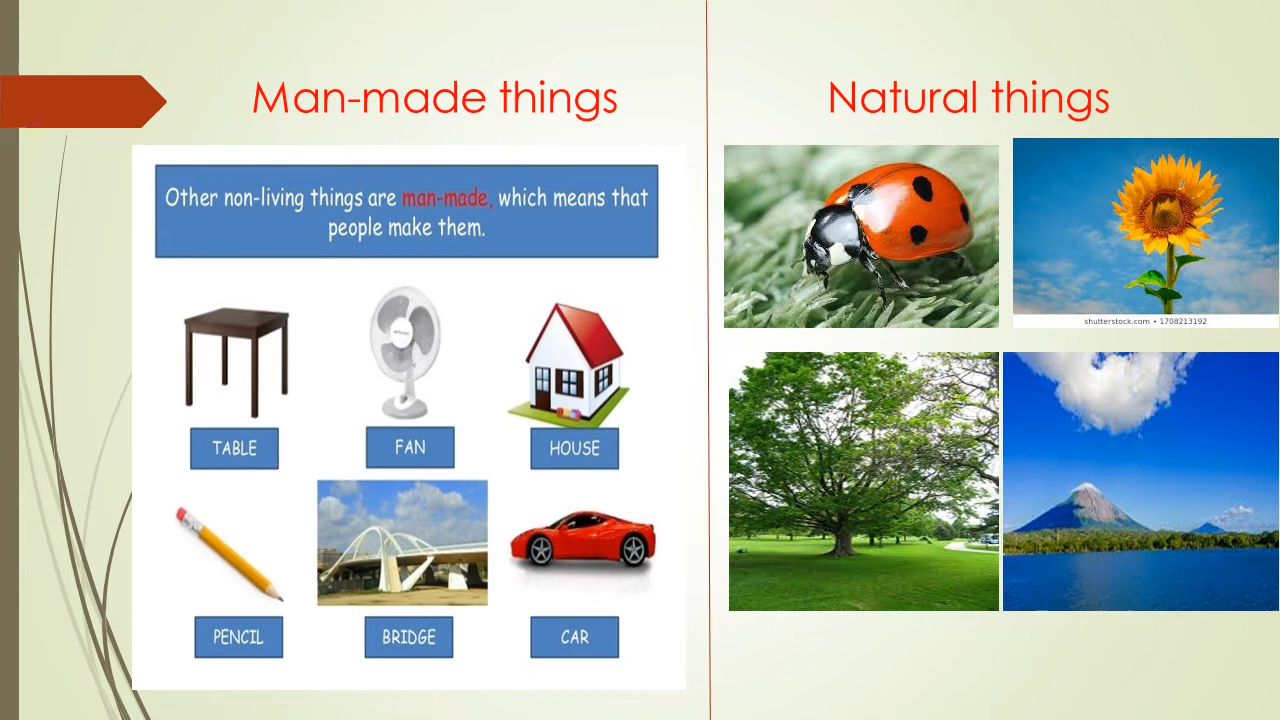 Man-made things
Natural things
Other non-living things are man-made, which means that
people make them.
TABLE
FAN
HOUSE
PENCIL
BRIDGE
CAR
shutterstock.com • 1708213192